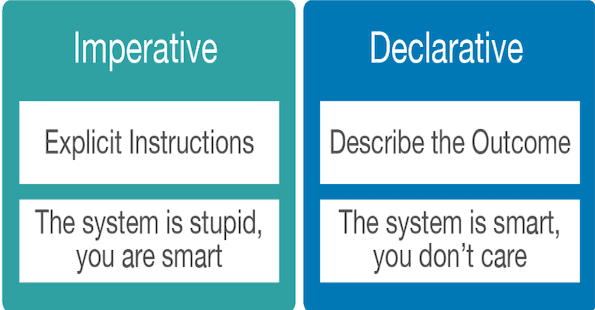 Imperative
Explicit Instructions
The system is stupid,
you are smart
Declarative
Describe the Outcome
The system is smart,
you don't care